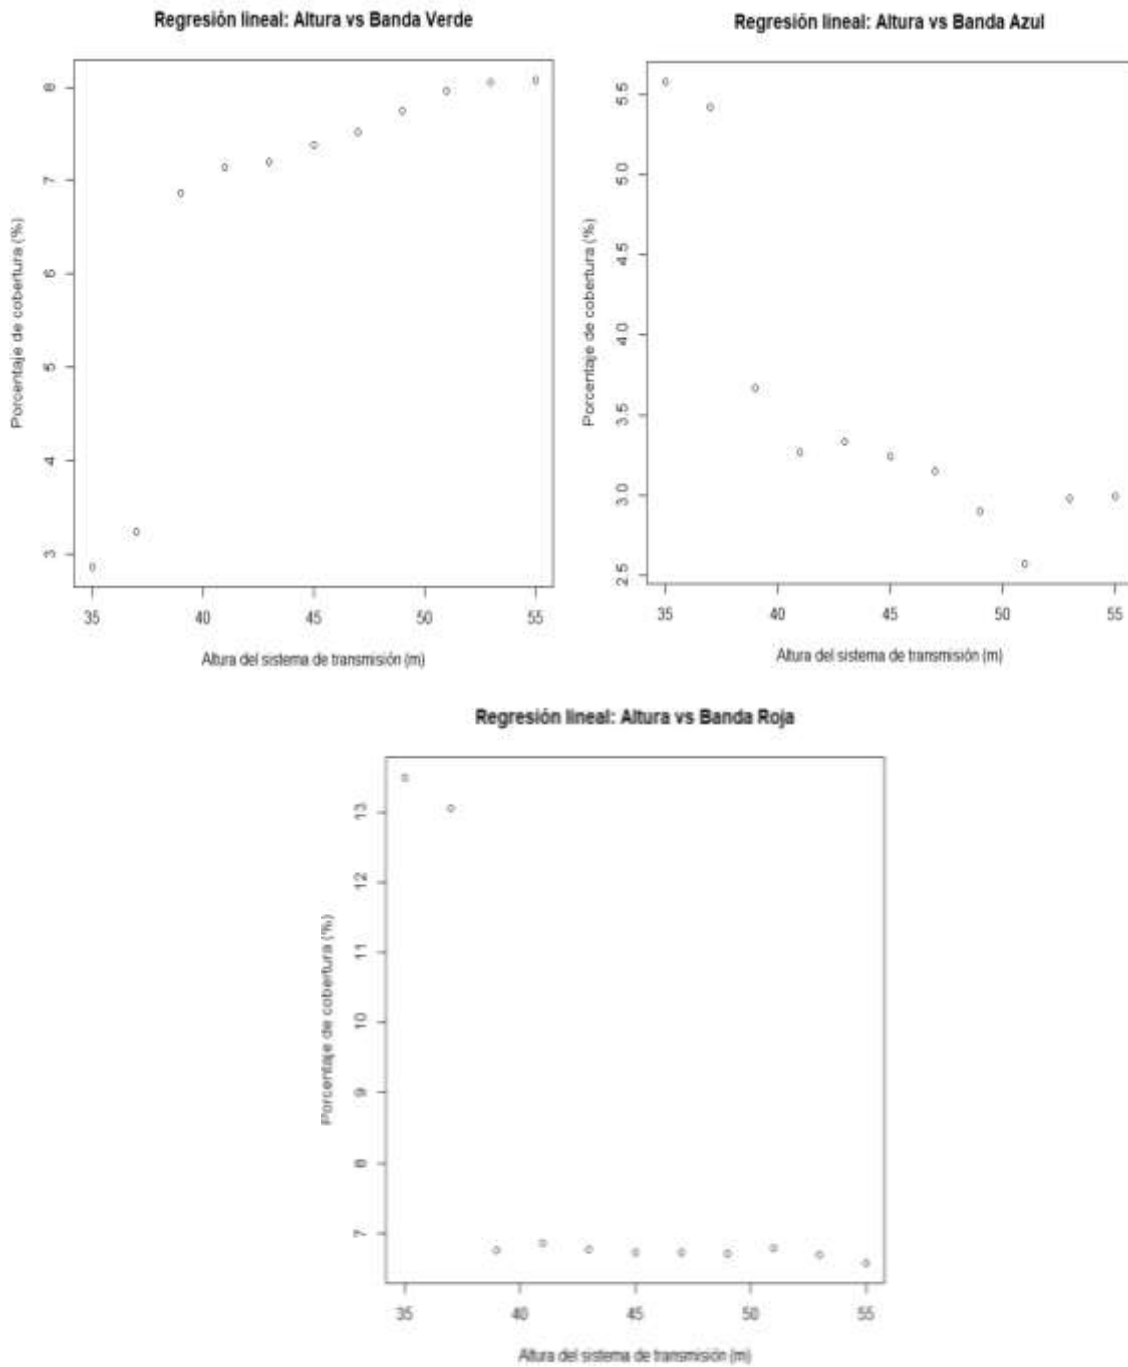 Regresión lineal: Altura vs Banda Verde
Porcentaje de cobertura (%)
8
7
6
5
4
3
35 40 45 50 55
Altura del sistema de transmisión (m)
Regresión lineal: Altura vs Banda Azul
Porcentaje de cobertura (%)
5.5
5.0
4.5
4.0
3.5
3.0
2.5
35 40 45 50 55
Altura del sistema de transmisión (m)
Regresión lineal: Altura vs Banda Roja
Porcentaje de cobertura (%)
13
12
11
10
9
8
7
35 40 45 50 55
Altura del sistema de transmisión (m)